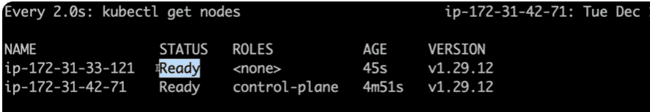 Every 2.0s: kubectl get nodes ip-172-31-42-71: Tue Dec
NAME STATUS ROLES AGE VERSION
ip-172-31-33-121 Ready <none> 45s v1.29.12
ip-172-31-42-71 Ready control-plane 4m51s v1.29.12